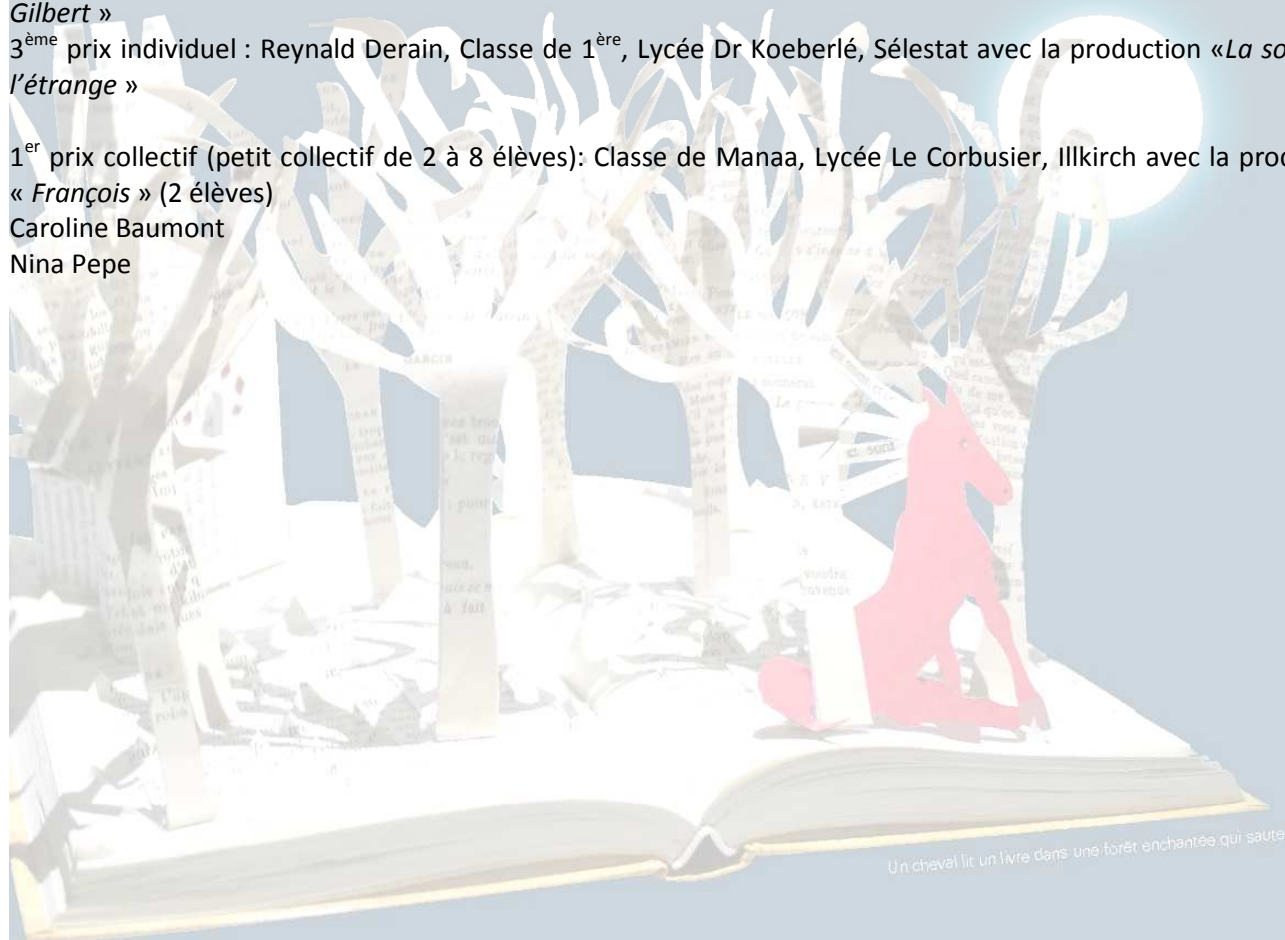 Gilbert »
3ème prix individuel : Reynald Derain, Classe de 1ère, Lycée Dr Koeberlé, Sélestat avec la production «La so
l’étrange »
1er prix collectif (petit collectif de 2 à 8 élèves): Classe de Manaa, Lycée Le Corbusier, Illkirch avec la proc
« François » (2 élèves)
Caroline Baumont
Nina Pepe
Un cheval lit un livre dans une forêt enchantée qui saute